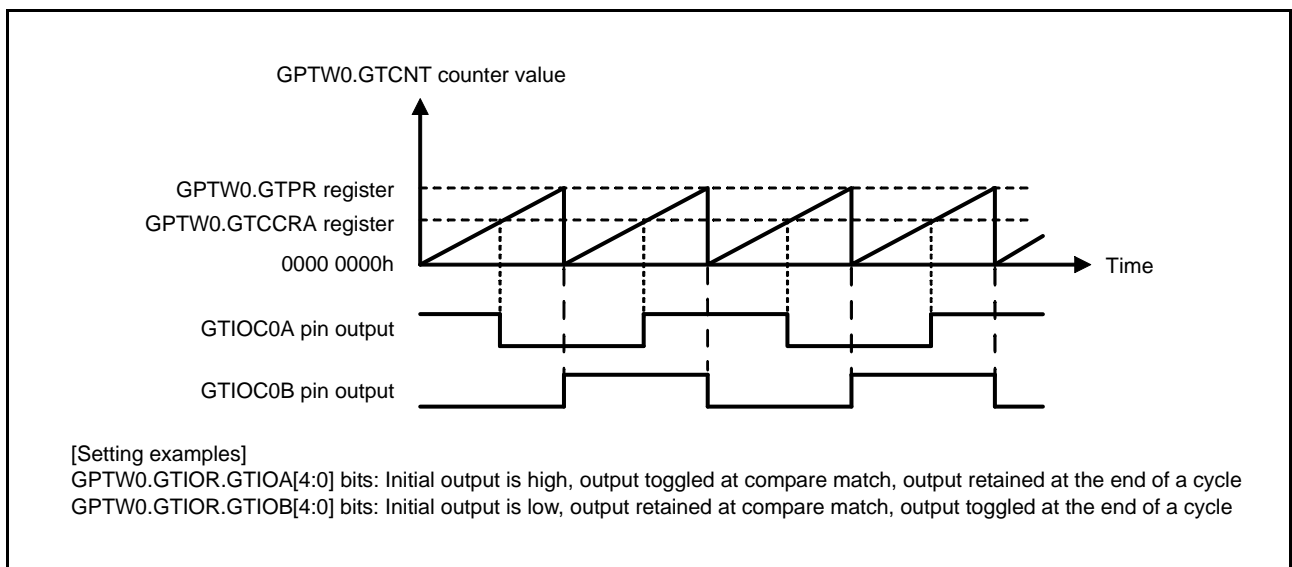 GPTW0.GTCNT counter value
GPTW0.GTPR register
GPTW0.GTCCRA register
0000 0000h
Time
GTIOC0A pin output
GTIOC0B pin output
[Setting examples]
GPTW0.GTIOR.GTIOA[4:0] bits: Initial output is high, output toggled at compare match, output retained at the end of a cycle
GPTW0.GTIOR.GTIOB[4:0] bits: Initial output is low, output retained at compare match, output toggled at the end of a cycle